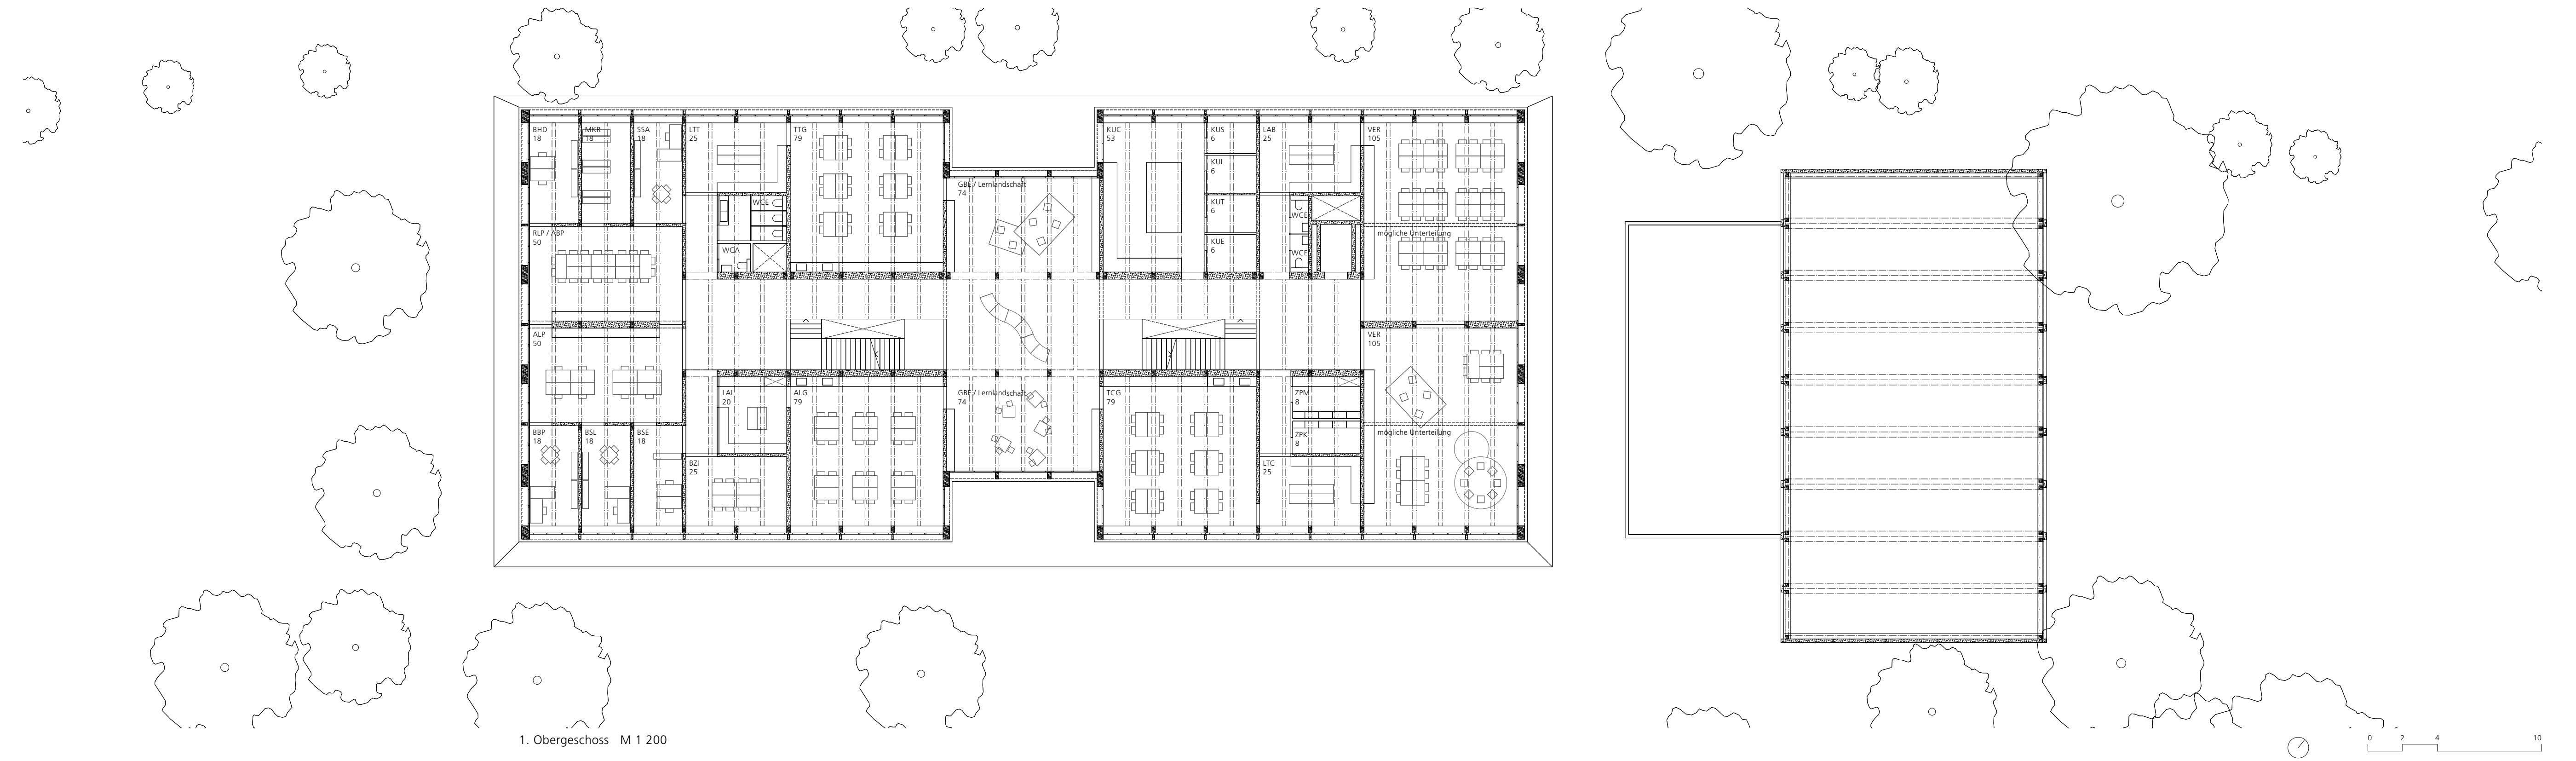 BHD
18
MKR
18
SSA
18
LTT
25
TTG
79
KUC
53
KUS
6
LAB
25
VER
105
KUL
6
GBE / Lernlandschaft
74
WCE
KUT
6
WCE
RLP / ABP
50
mögliche Unterteilung
KUE
6
WCA
WCE
ALP
50
VER
105
LAL
20
ALG
79
GBE / Lernlandschaft
74
TCG
79
ZPM
8
BBP
18
BSL
18
BSE
18
mögliche Unterteilung
ZPK
8
BZI
25
LTC
25
1. Obergeschoss M 1 200
0 2 4 10